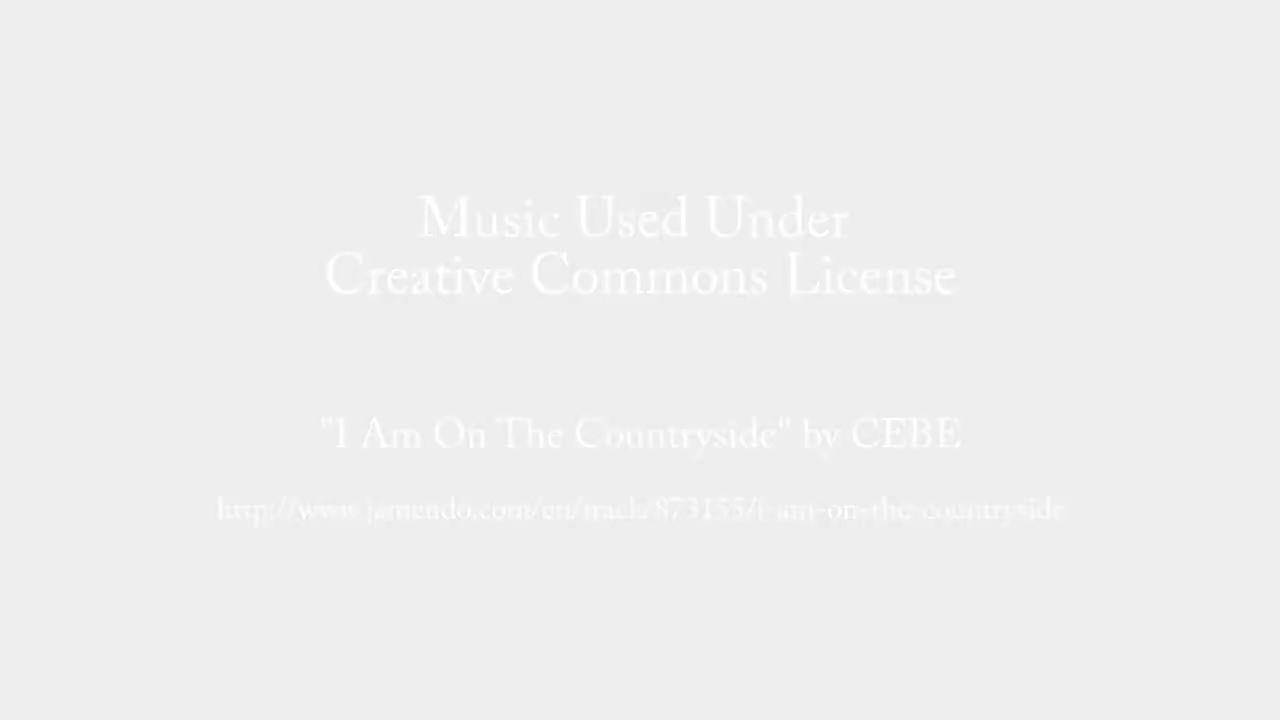 Music Used Under
Creative Commons License
"I Am On The Countryside" by CEBE
http://www.jamendo.com/en/track/873155/i-am-on-the-countryside